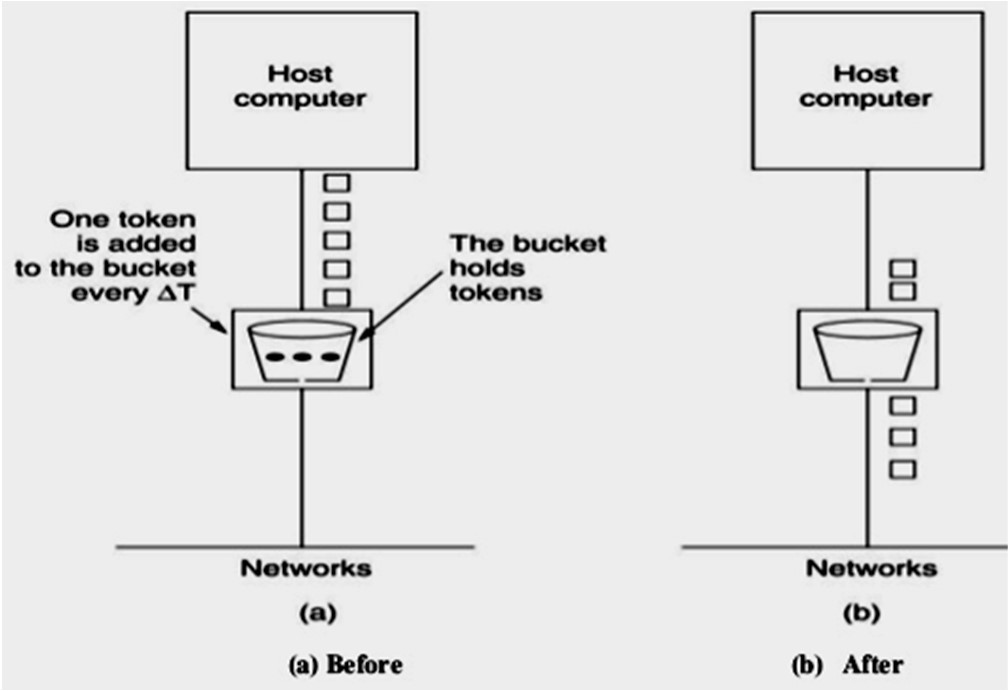 Host
computer
One token
is added
to the bucket
every ΔT
The bucket
holds
tokens
Networks
(a)
(a) Before
Host
computer
Networks
(b)
(b) After